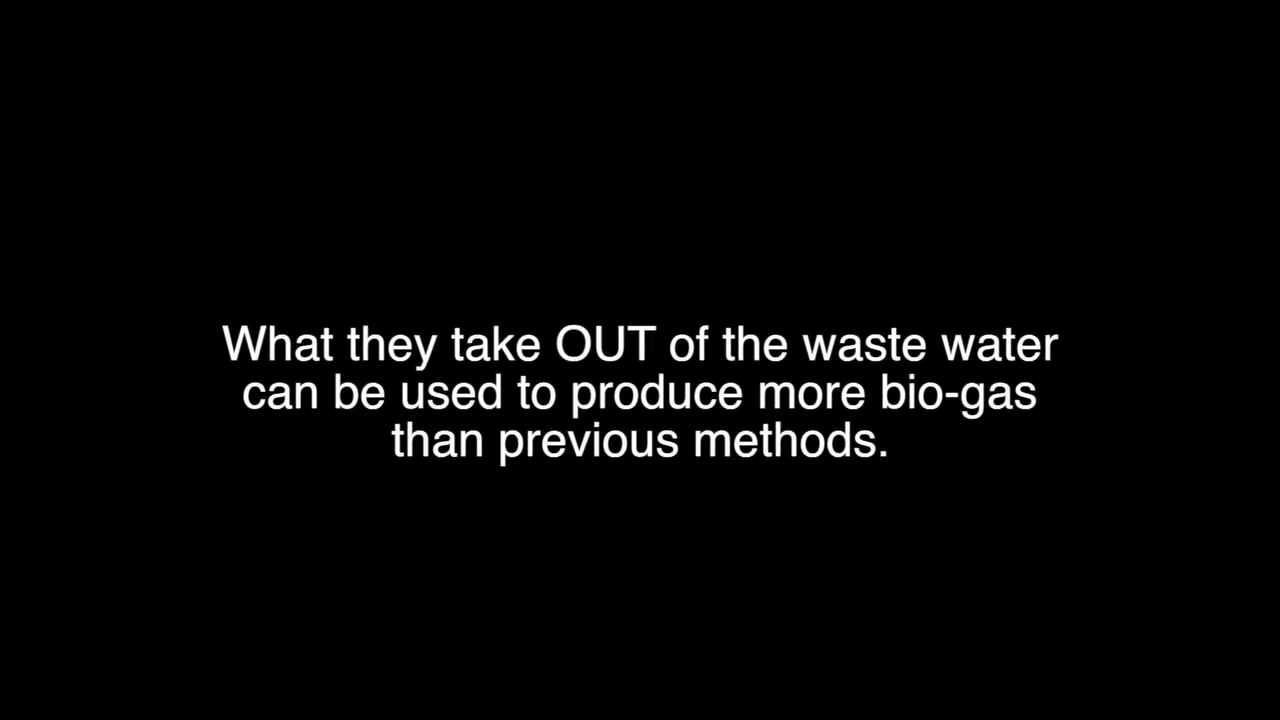 What they take OUT of the waste water
can be used to produce more bio-gas
than previous methods.